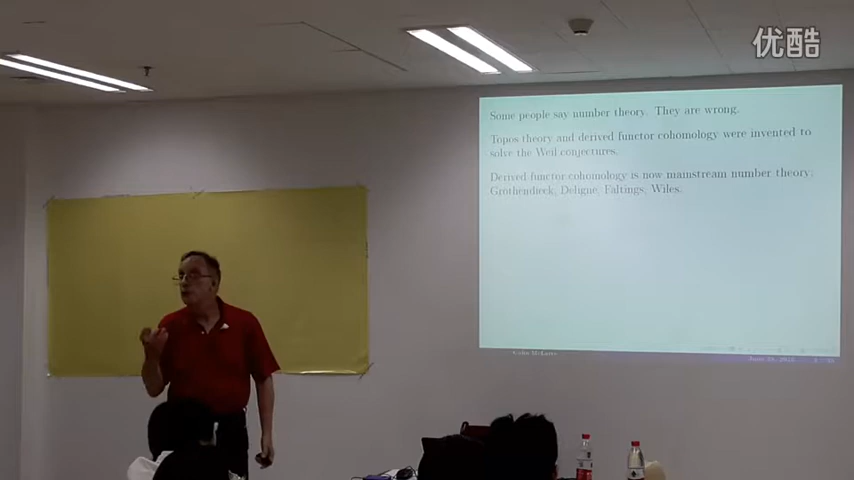 优酷
Some people say number theory. They are wrong.
Topos theory and derived functor cohomology were invented to
solve the Weil conjectures.
Derived functor cohomology is now mainstream number theory:
Grothendieck, Deligne, Faltings, Wiles.